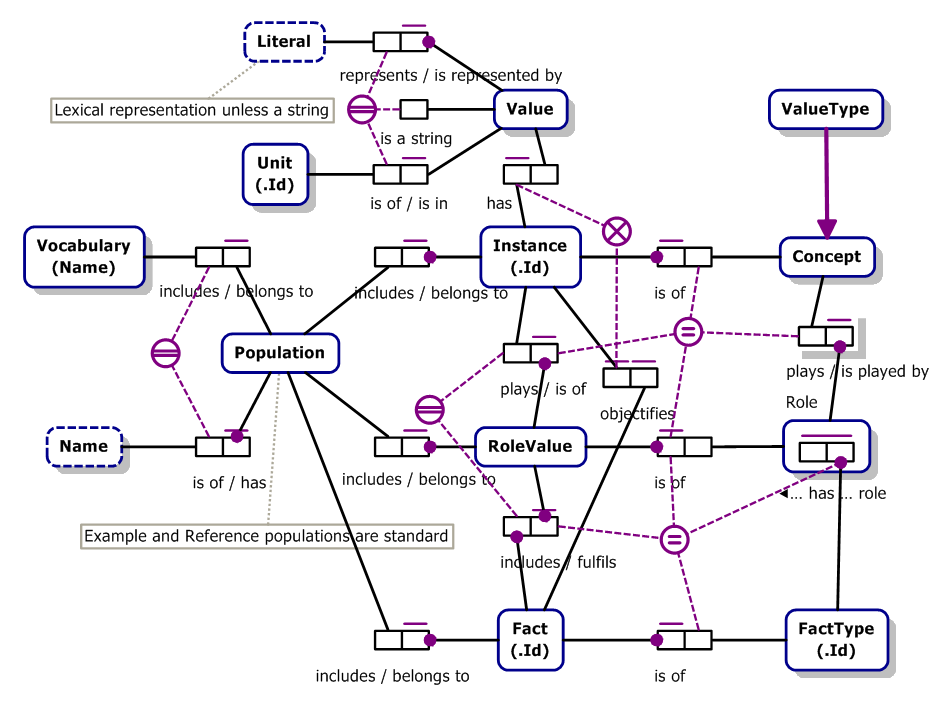 Literal
represents / is represented by
Lexical representation unless a string
Value
ValueType
is a string
Unit
(.Id)
is of / is in
has
Vocabulary
(Name)
includes / belongs to
includes / belongs to
Instance
(.Id)
is of
Concept
Population
plays / is of
objectifies
plays / is played by
Role
Name
is of / has
includes / belongs to
RoleValue
is of
◄... has ... role
Example and Reference populations are standard
includes / fulfils
Fact
(.Id)
FactType
(.Id)
includes / belongs to
is of